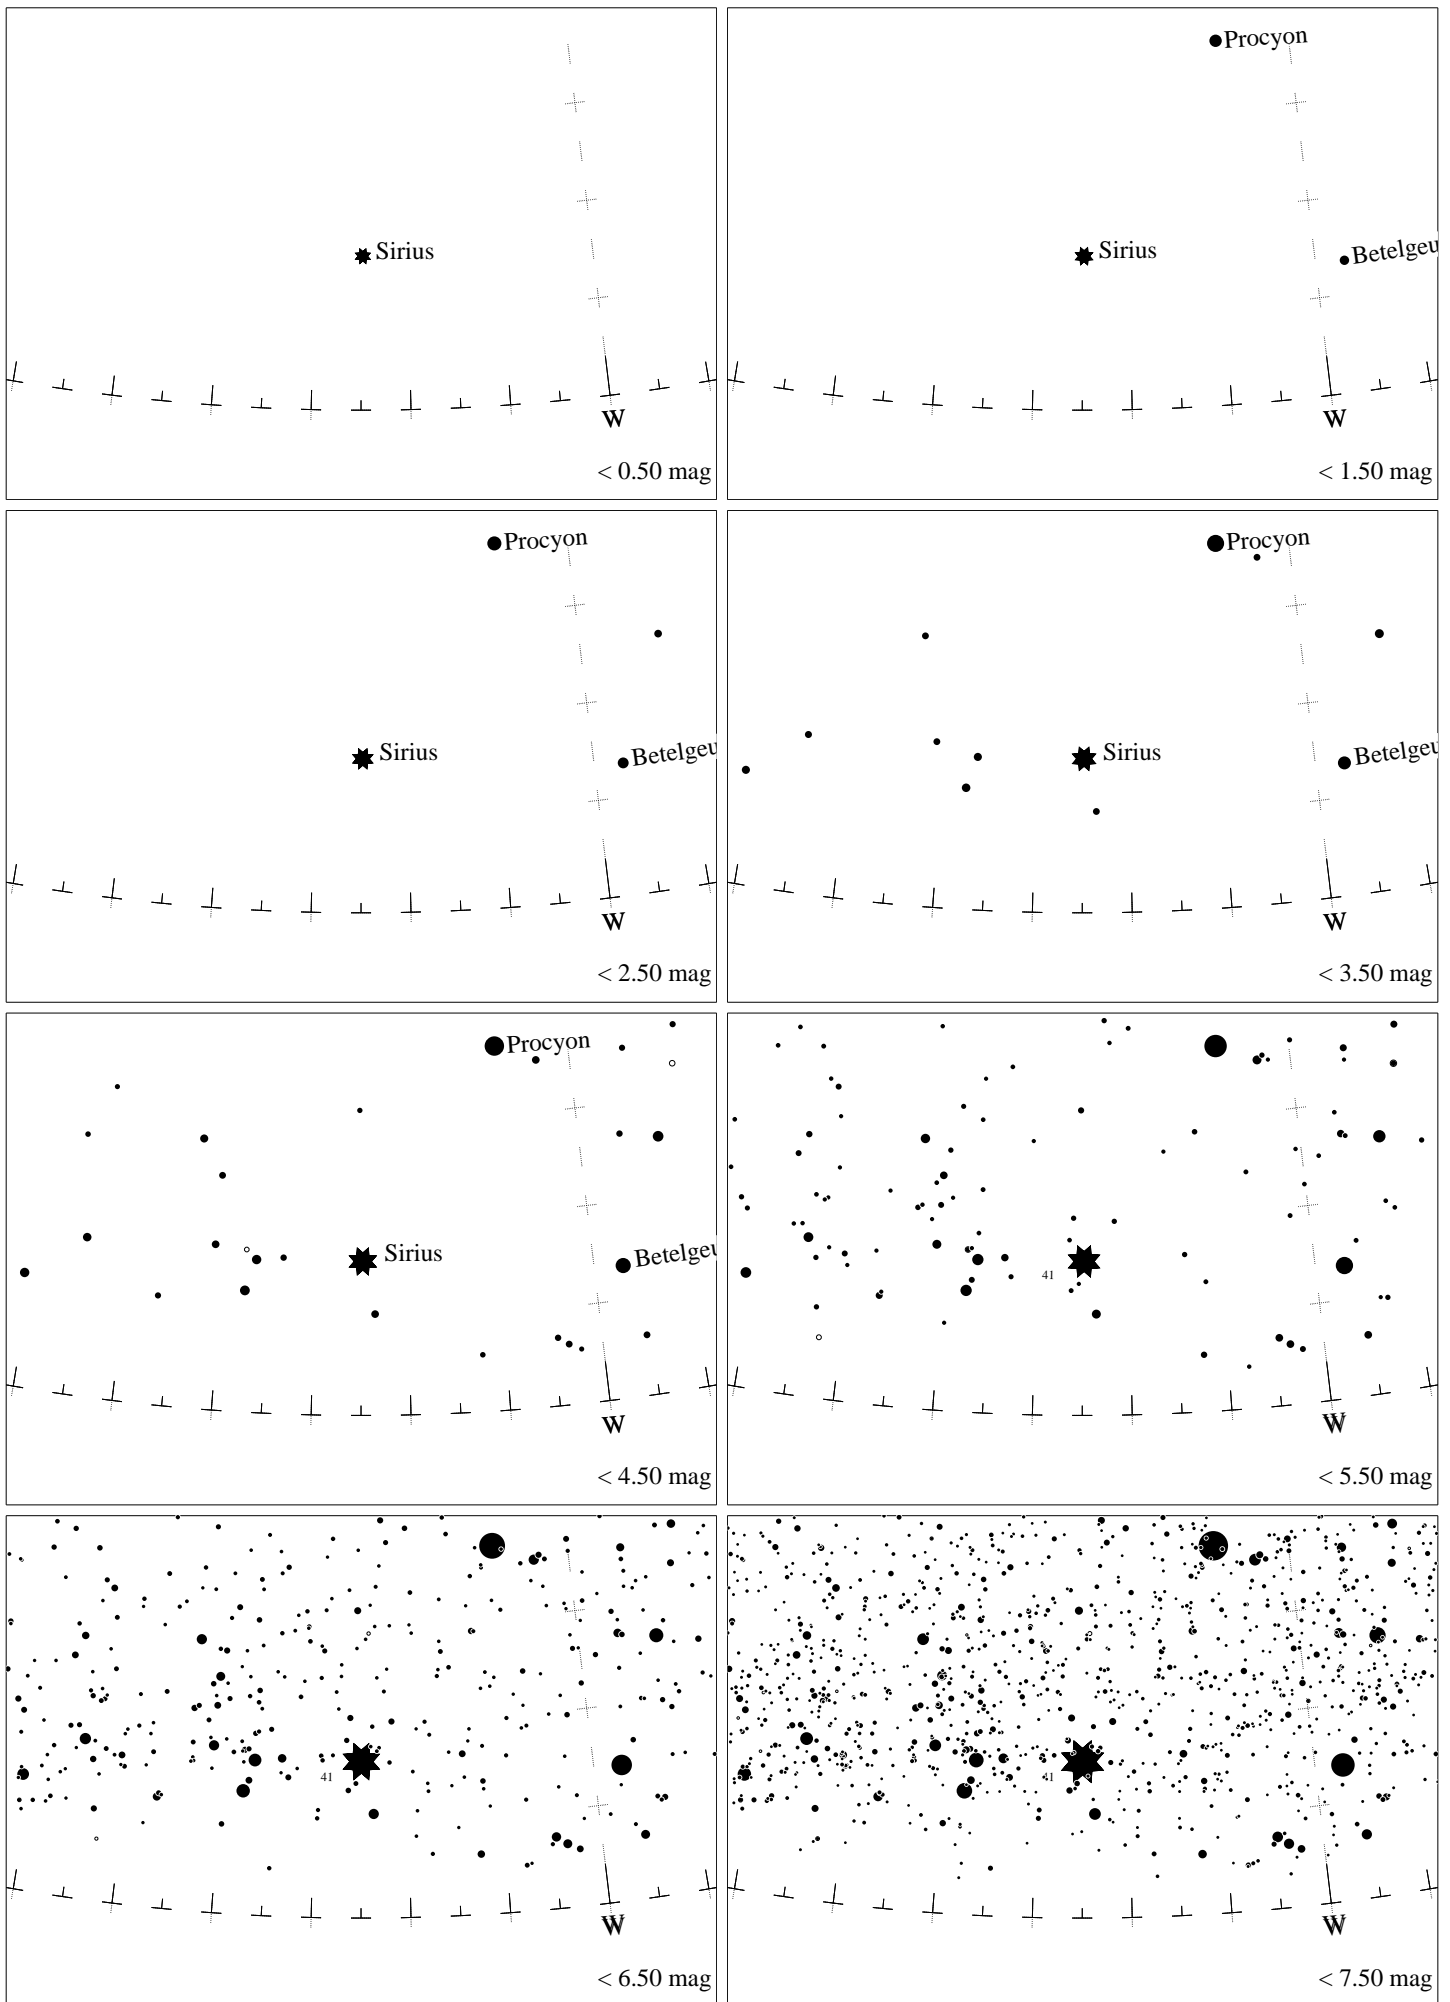 Sirius
W
< 0.50 mag
Procyon
Sirius
Betelgeu
W
< 1.50 mag
Procyon
Sirius
Betelgeu
W
< 2.50 mag
Procyon
Sirius
Betelgeu
W
< 3.50 mag
Procyon
Sirius
Betelgeu
W
< 4.50 mag
41
W
< 5.50 mag
41
W
< 6.50 mag
41
W
< 7.50 mag